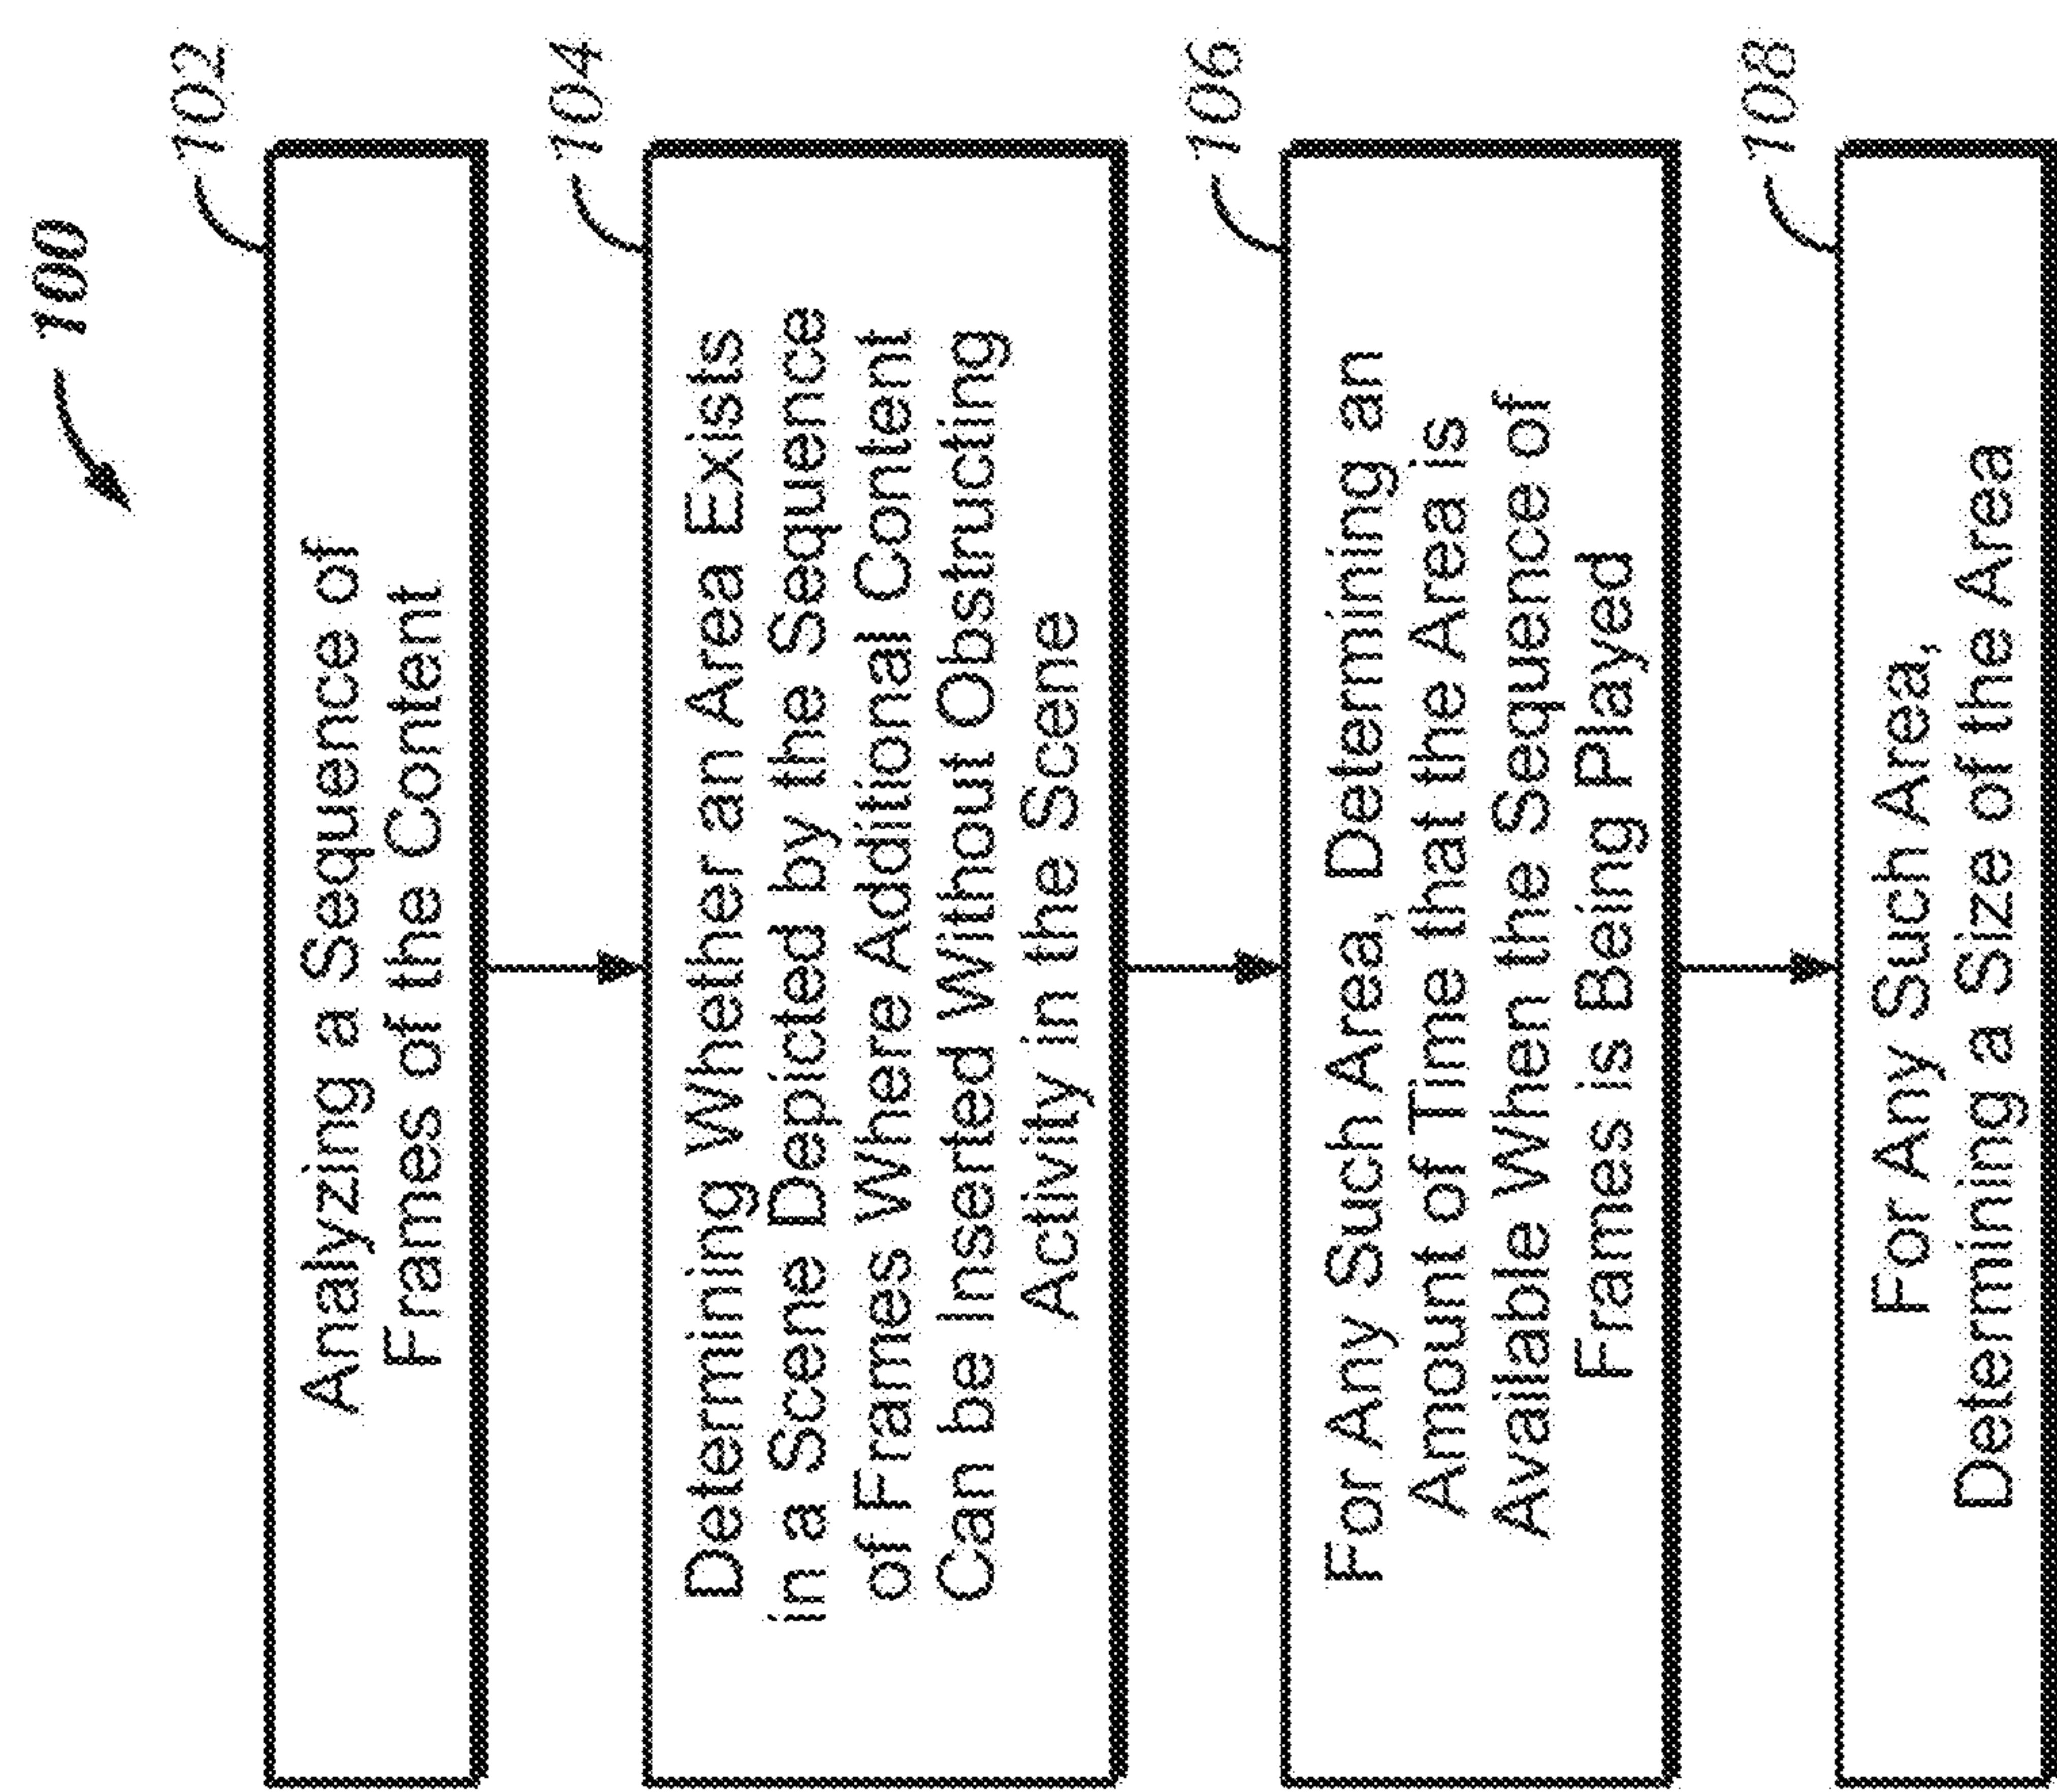 100
102
Analyzing a Sequence of
Frames of the Content
104
Determining Whether an Area Exists
in a Scene Depicted by the Sequence
of Frames Where Additional Content
Can be Inserted Without Obstructing
Activity in the Scene
106
For Any Such Area, Determining an
Amount of Time that the Area is
Available When the Sequence of
Frames is Being Played
108
For Any Such Area,
Determining a Size of the Area